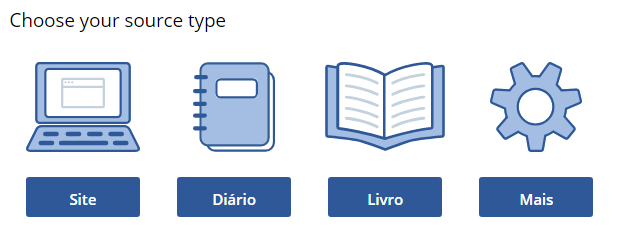 Choose your source type
Site
Diário
Livro
Mais